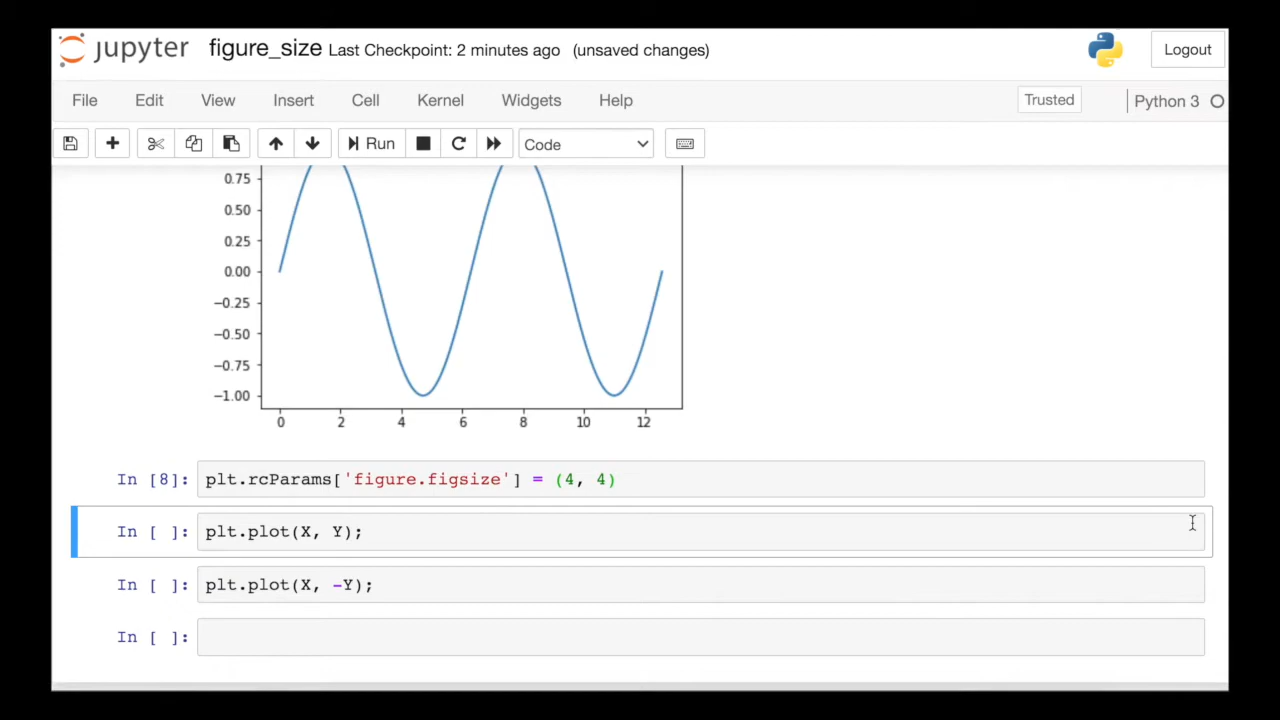 jupyter figure_size Last Checkpoint: 2 minutes ago (unsaved changes) Logout
File Edit View Insert Cell Kernel Widgets Help Trusted Python 3
Run Code
0.75
0.50
0.25
0.00
−0.25
−0.50
−0.75
−1.00
0 2 4 6 8 10 12
In [8]: plt.rcParams['figure.figsize'] = (4, 4)
In [ ]: plt.plot(X, Y);
In [ ]: plt.plot(X, -Y);
In [ ]: